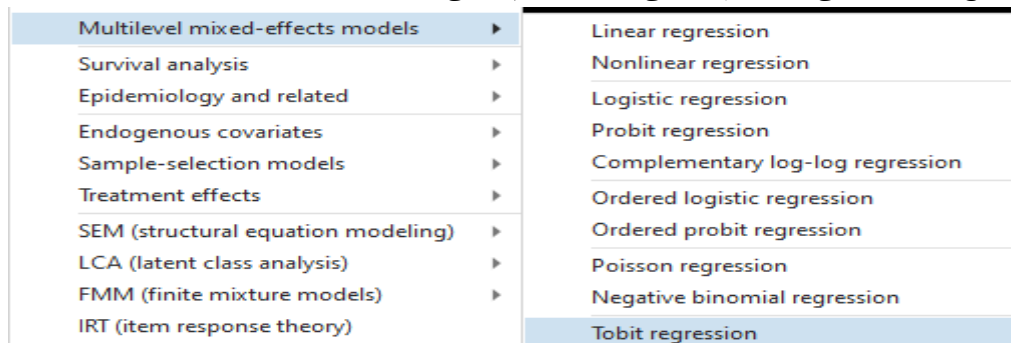 Multilevel mixed-effects models
Survival analysis
Epidemiology and related
Endogenous covariates
Sample-selection models
Treatment effects
SEM (structural equation modeling)
LCA (latent class analysis)
FMM (finite mixture models)
IRT (item response theory)
Linear regression
Nonlinear regression
Logistic regression
Probit regression
Complementary log-log regression
Ordered logistic regression
Ordered probit regression
Poisson regression
Negative binomial regression
Tobit regression